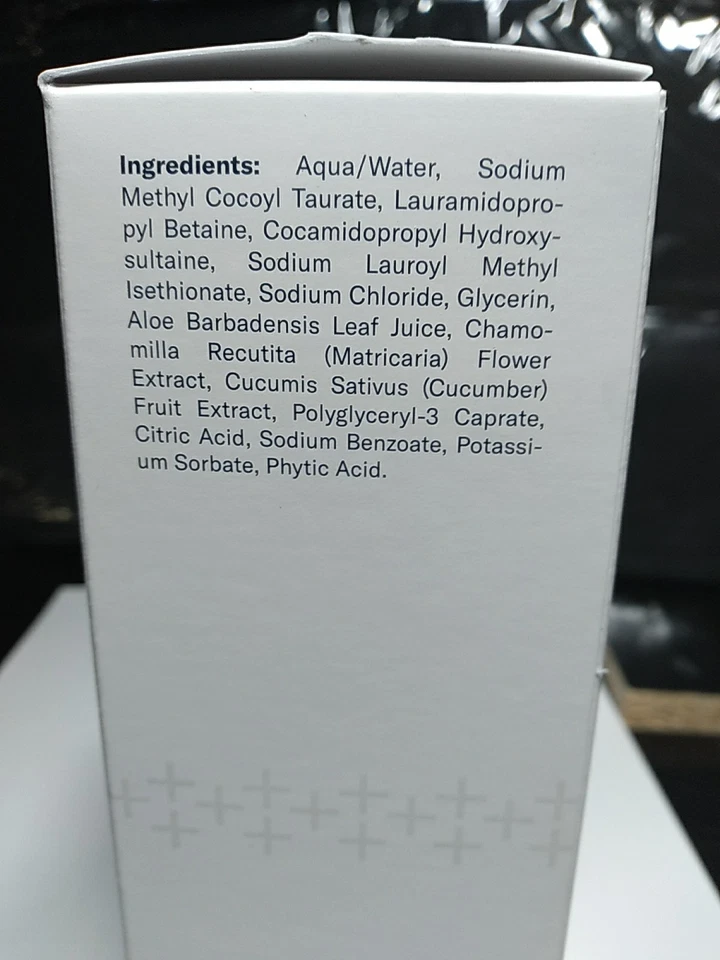 Ingredients: Aqua/Water, Sodium
Methyl Cocoyl Taurate, Lauramidopro-
pyl Betaine, Cocamidopropyl Hydroxy-
sultaine, Sodium Lauroyl Methyl
Isethionate, Sodium Chloride, Glycerin,
Aloe Barbadensis Leaf Juice, Chamo-
milla Recutita (Matricaria) Flower
Extract, Cucumis Sativus (Cucumber)
Fruit Extract, Polyglyceryl-3 Caprate,
Citric Acid, Sodium Benzoate, Potassi-
um Sorbate, Phytic Acid.